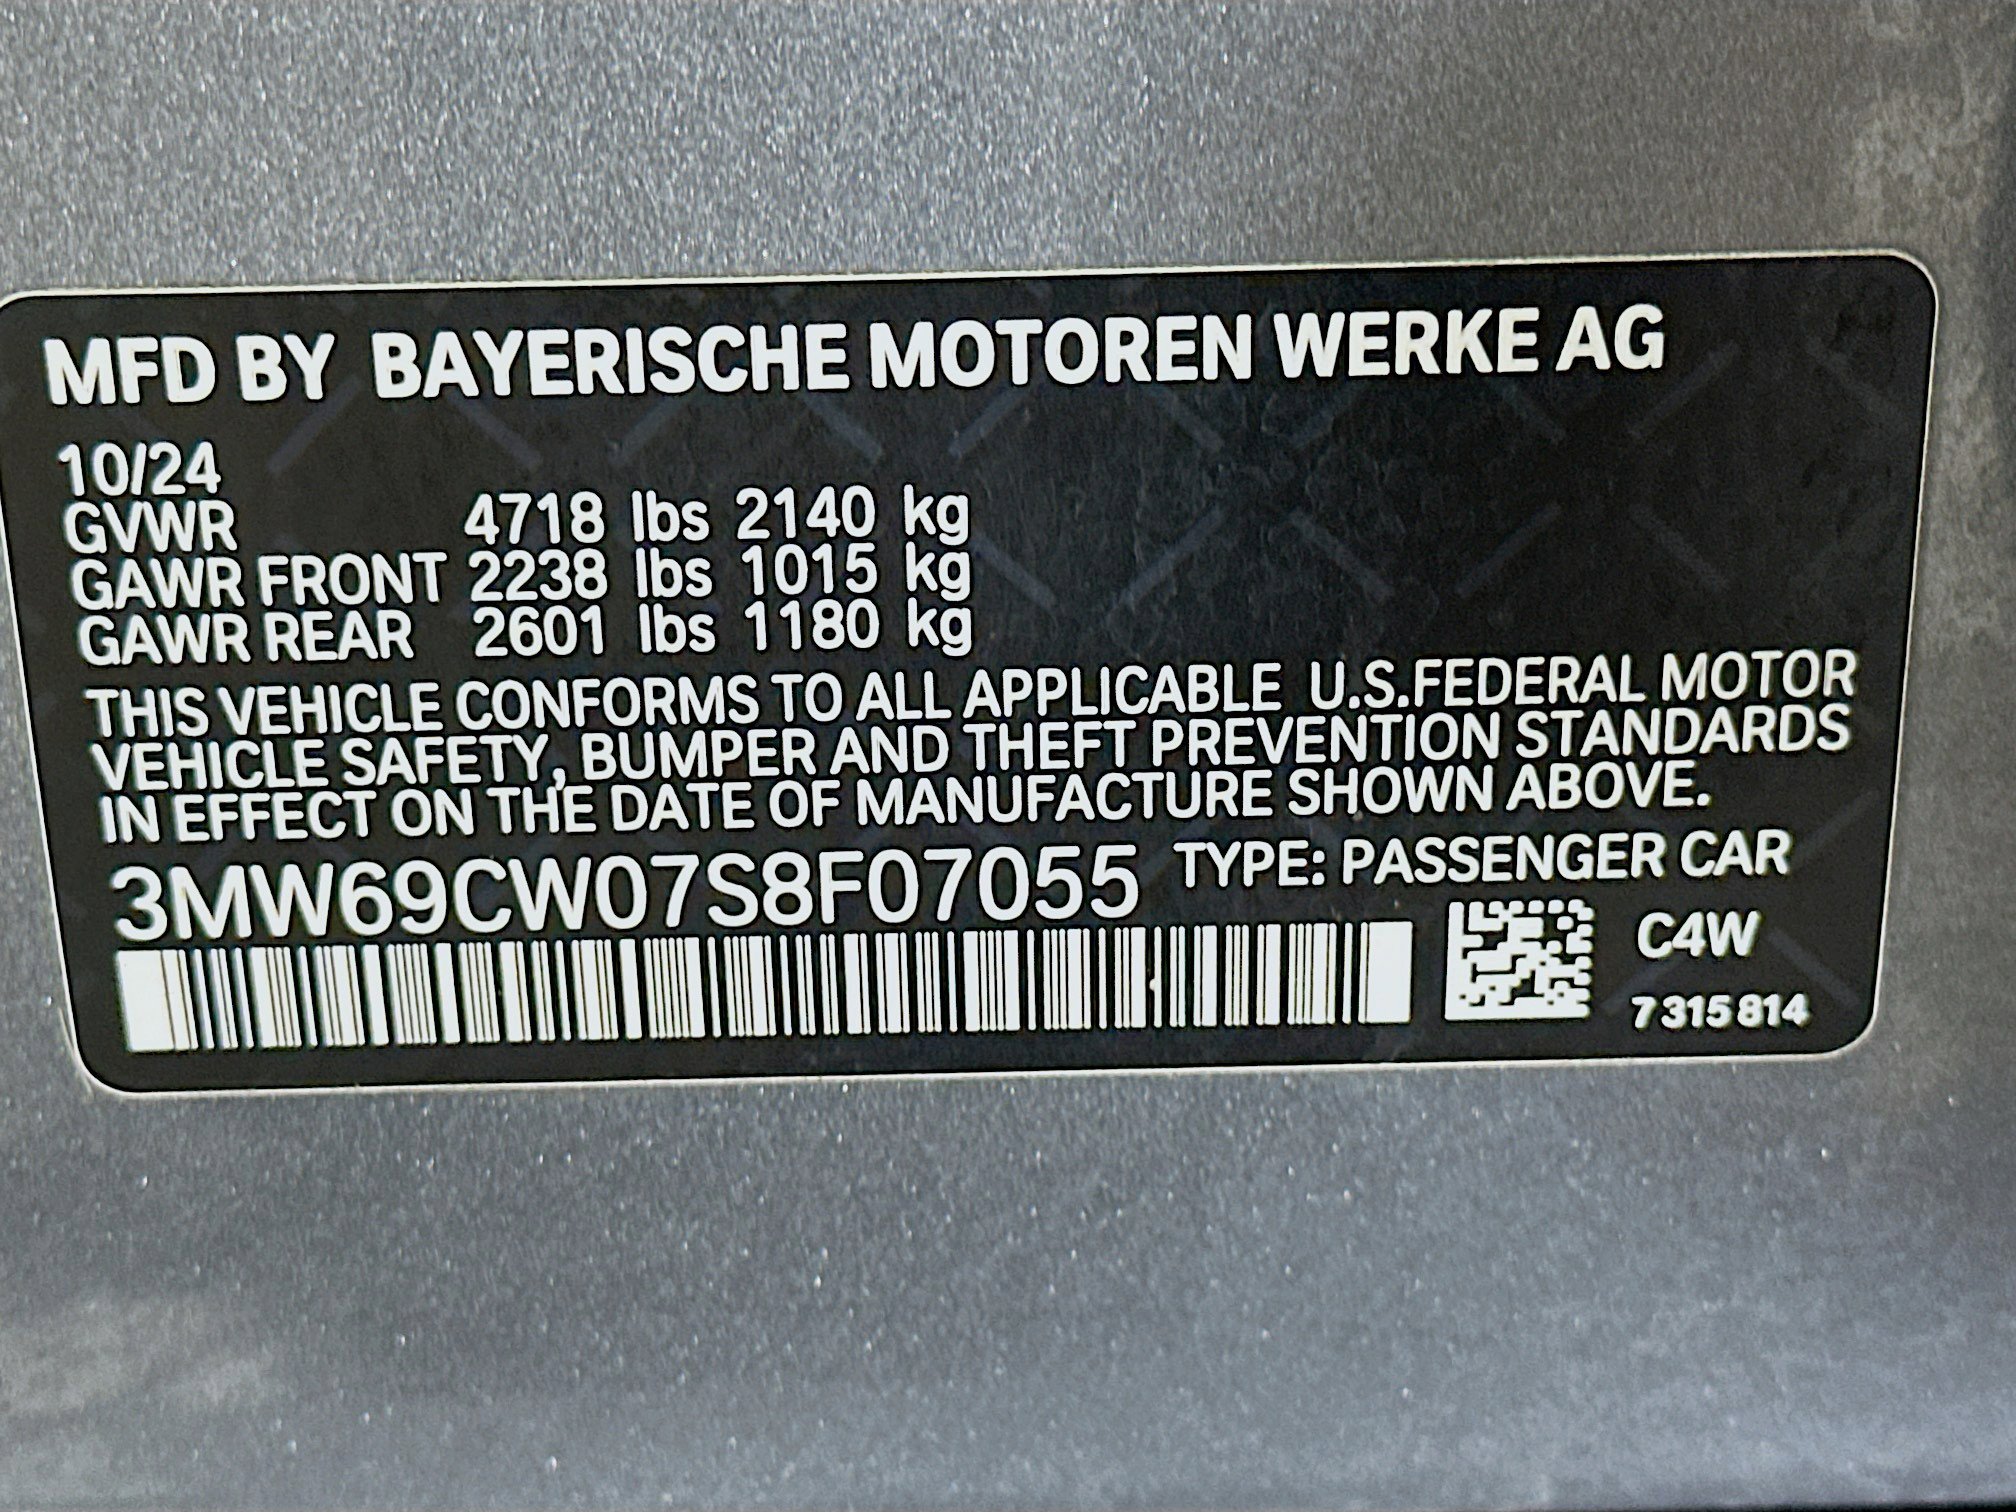 MFD BY BAYERISCHE MOTOREN WERKE AG
10/24
GVWR 4718 lbs 2140 kg
GAWR FRONT 2238 lbs 1015 kg
GAWR REAR 2601 lbs 1180 kg
THIS VEHICLE CONFORMS TO ALL APPLICABLE U.S.FEDERAL MOTOR
VEHICLE SAFETY, BUMPER AND THEFT PREVENTION STANDARDS
IN EFFECT ON THE DATE OF MANUFACTURE SHOWN ABOVE.
3MW69CW07S8F07055 TYPE: PASSENGER CAR
C4W
7 315 814